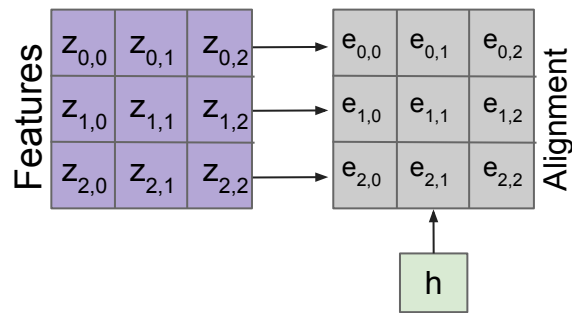 Features
z0,0 z0,1 z0,2
z1,0 z1,1 z1,2
z2,0 z2,1 z2,2
e0,0 e0,1 e0,2
e1,0 e1,1 e1,2
e2,0 e2,1 e2,2
Alignment
h